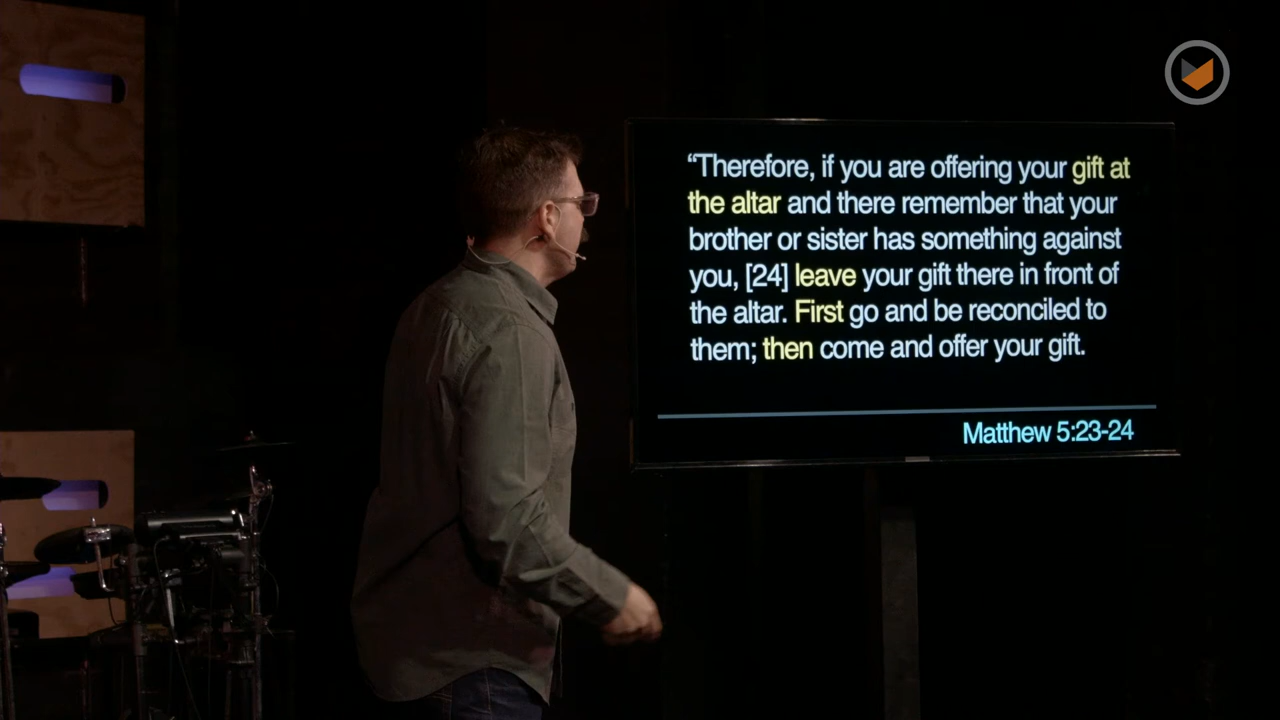 “Therefore, if you are offering your gift at
the altar and there remember that your
brother or sister has something against
you, [24] leave your gift there in front of
the altar. First go and be reconciled to
them; then come and offer your gift.
Matthew 5:23-24